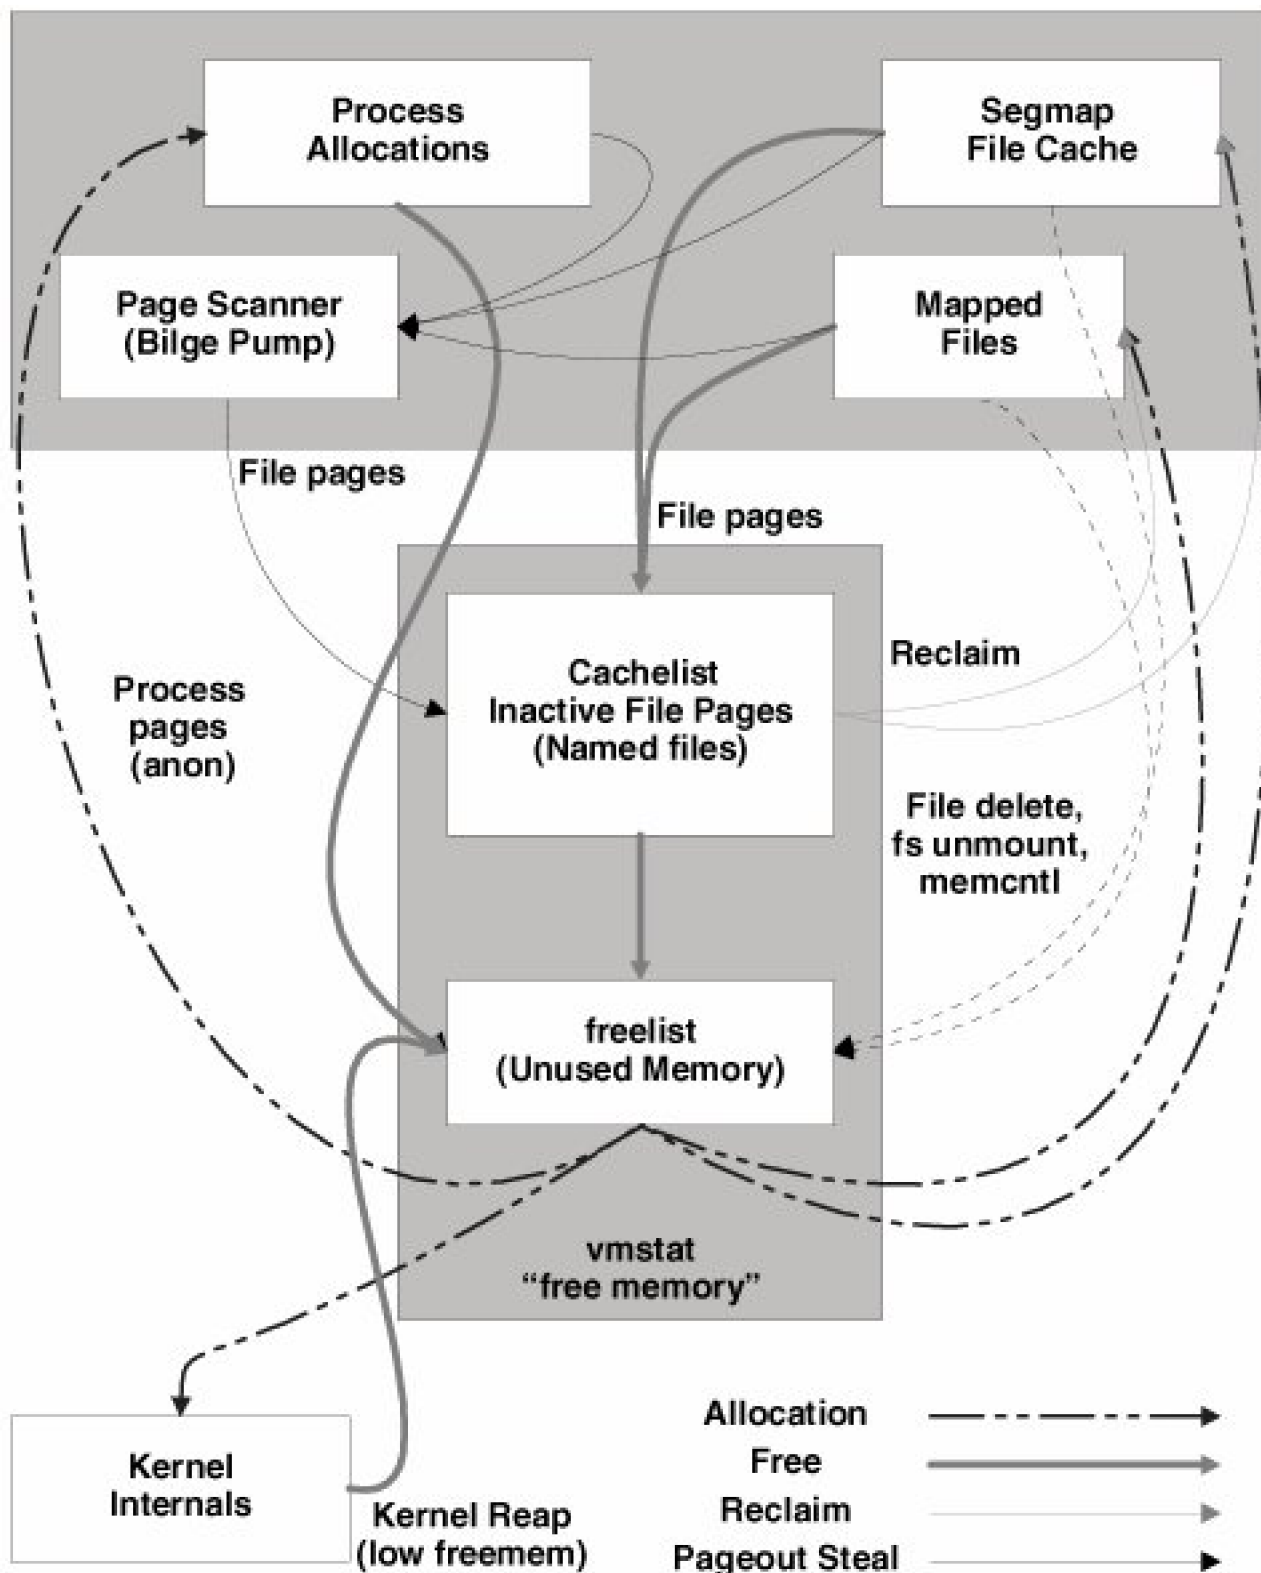 Process
Allocations
Segmap
File Cache
Page Scanner
(Bilge Pump)
Mapped
Files
File pages
File pages
Cachelist
Inactive File Pages
(Named files)
Reclaim
Process
pages
(anon)
File delete,
fs unmount,
memcntl
freelist
(Unused Memory)
vmstat
“free memory”
Kernel
Internals
Kernel Reap
(low freemem)
Allocation
Free
Reclaim
Pageout Steal